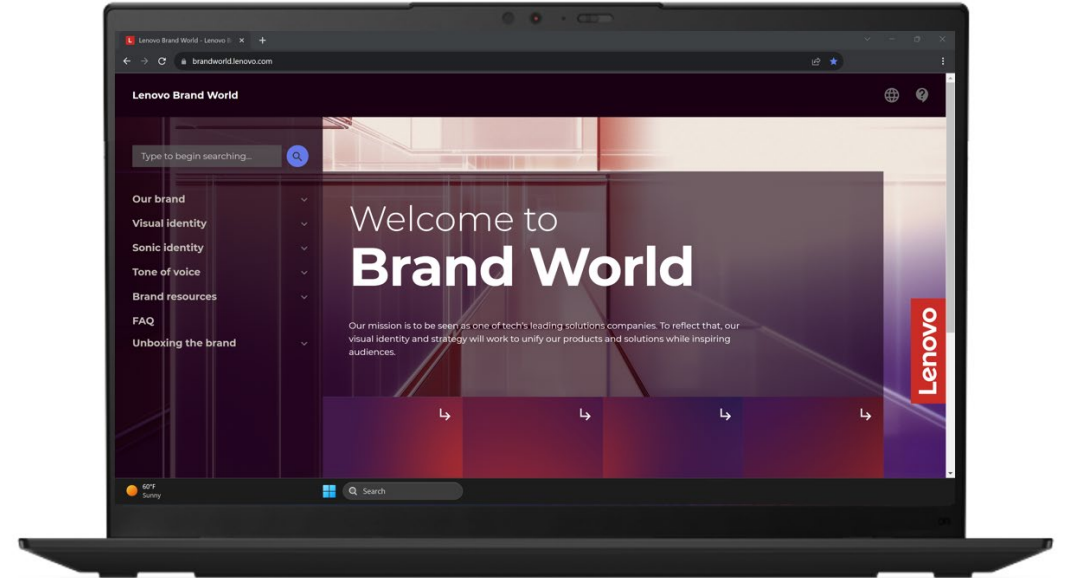 Lenovo Brand World - Lenovo B
brandworld.lenovo.com
Lenovo Brand World
Type to begin searching...
Our brand
Visual identity
Sonic identity
Tone of voice
Brand resources
FAQ
Unboxing the brand
Welcome to
Brand World
Our mission is to be seen as one of tech's leading solutions companies. To reflect that, our
visual identity and strategy will work to unify our products and solutions while inspiring
audiences.
Lenovo
60°F
Sunny
Search